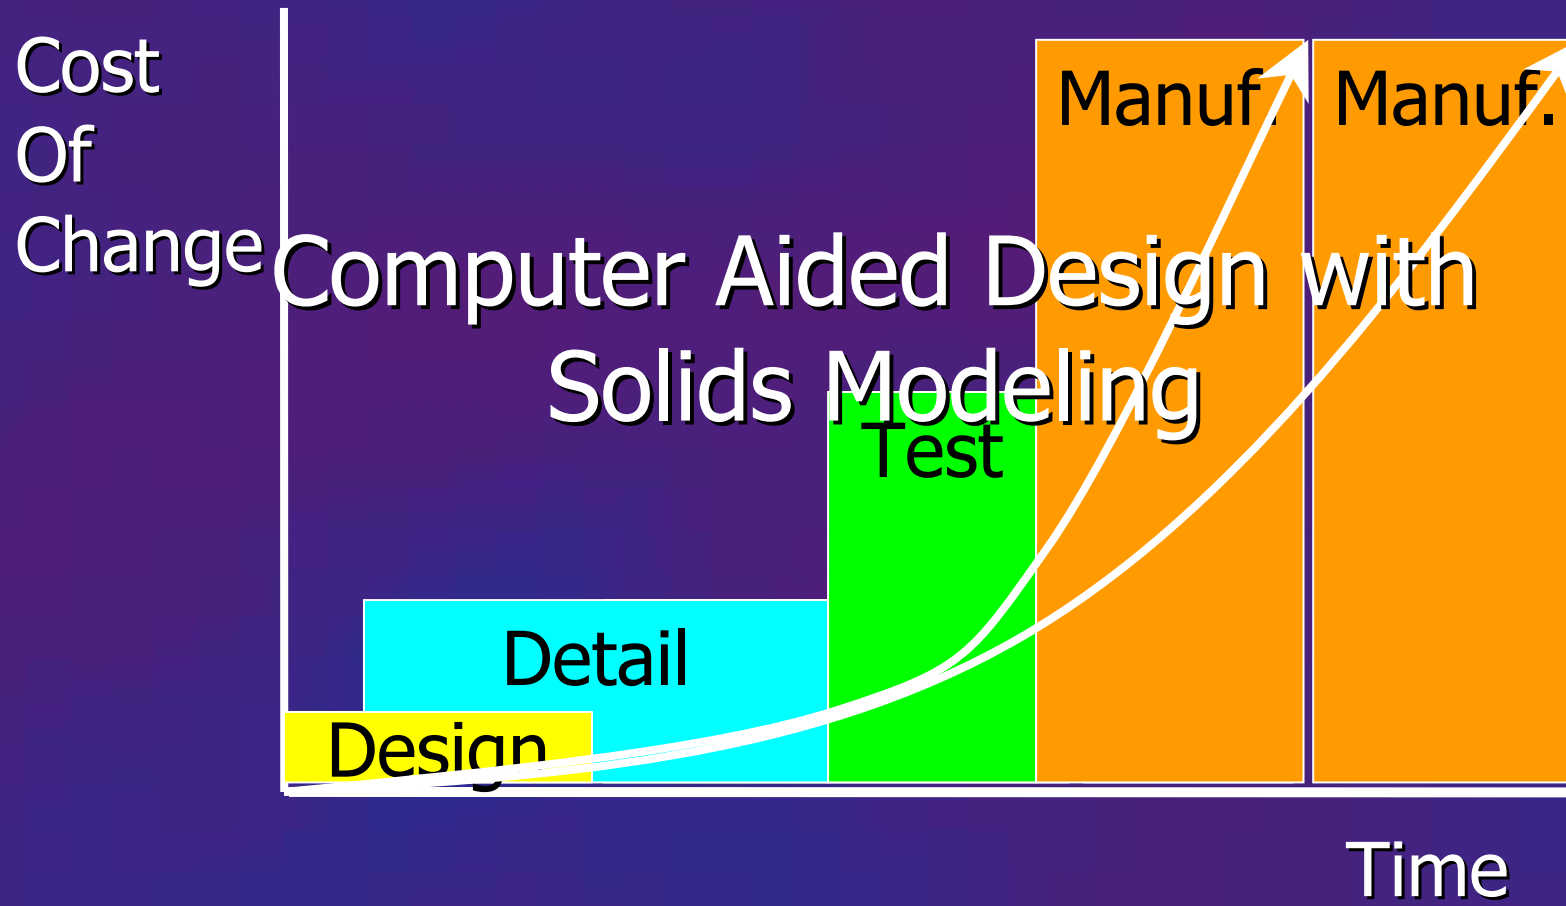 Cost
Of
Change
Manuf.
Manuf.
Computer Aided Design with
Solids Modeling
Test
Detail
Design
Time